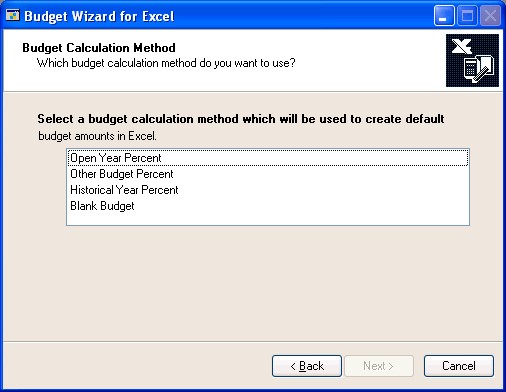 Budget Wizard for Excel
Budget Calculation Method
Which budget calculation method do you want to use?
Select a budget calculation method which will be used to create default
budget amounts in Excel.
Open Year Percent
Other Budget Percent
Historical Year Percent
Blank Budget
< Back
Next >
Cancel